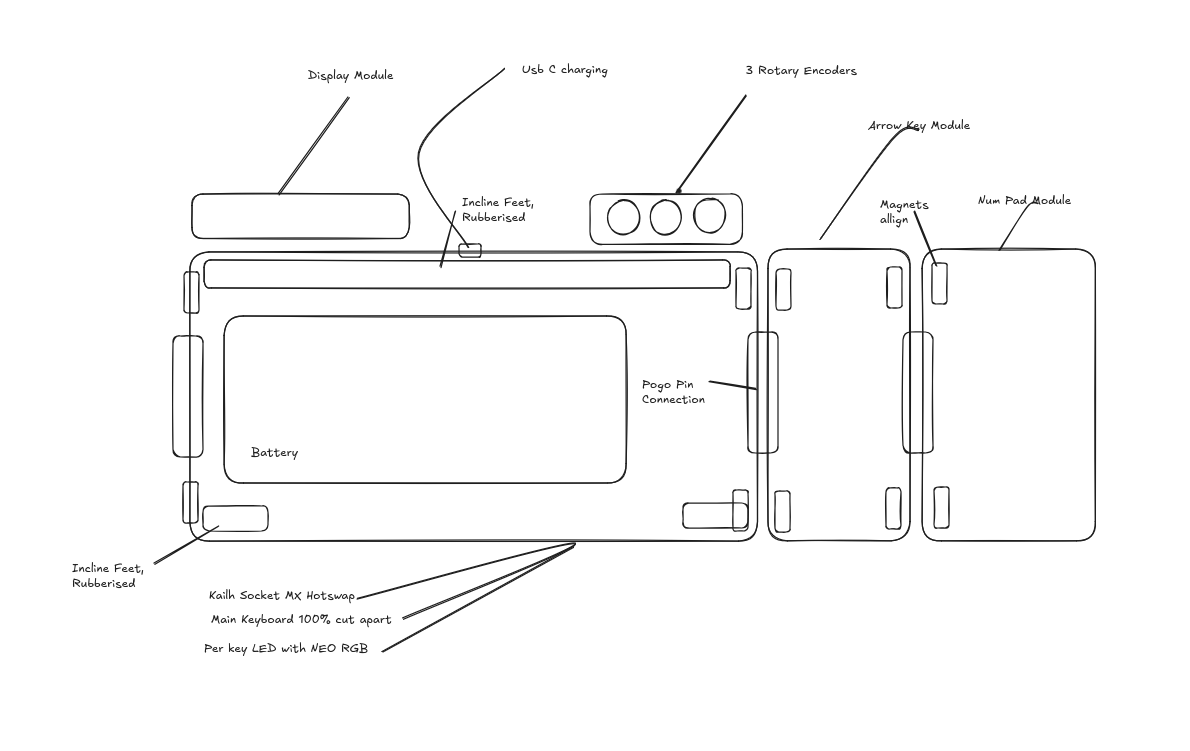 Display Module
Usb C charging
3 Rotary Encoders
Arrow Key Module
Incline Feet,
Rubberised
Magnets
allign
Num Pad Module
Pogo Pin
Connection
Battery
Incline Feet,
Rubberised
Kailh Socket MX Hotswap
Main Keyboard 100% cut apart
Per key LED with NEO RGB